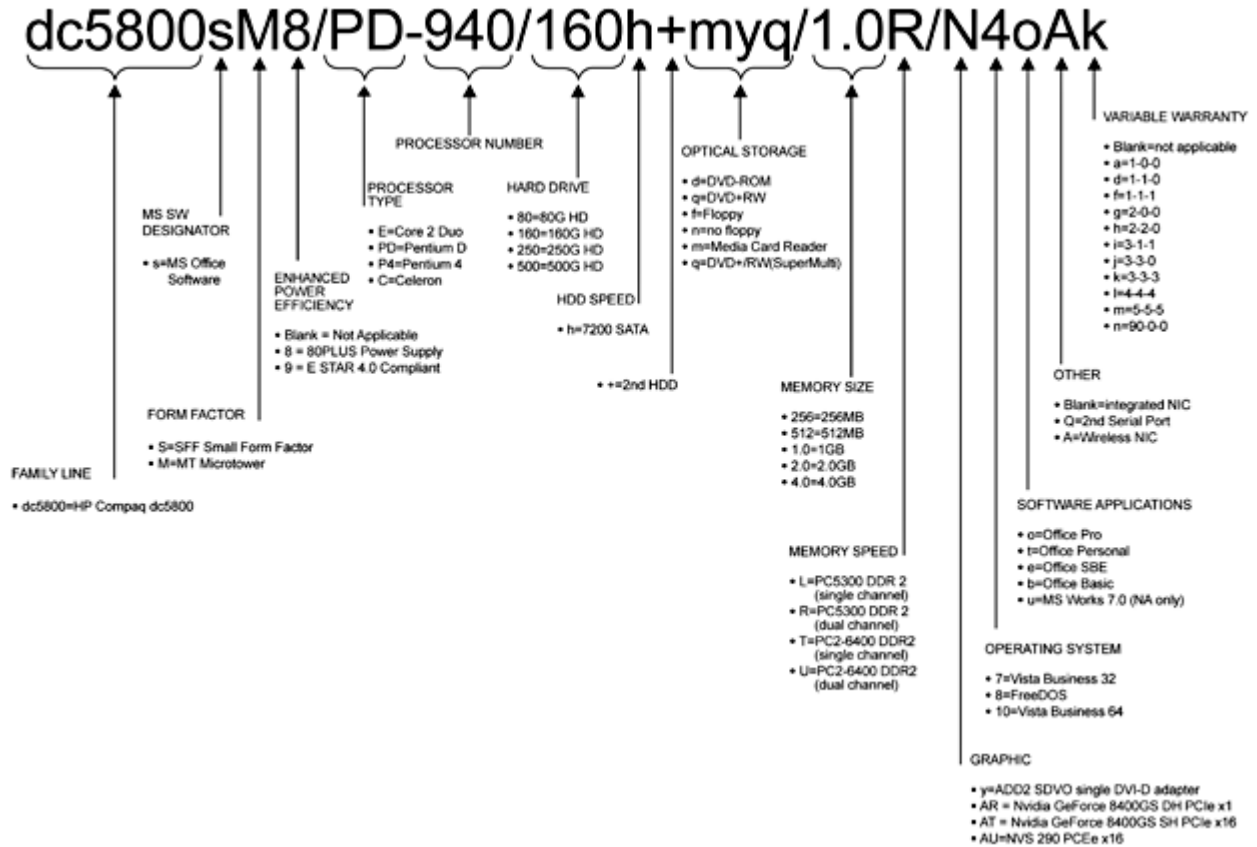 dc5800sM8/PD-940/160h+myq/1.0R/N4oAk
VARIABLE WARRANTY
• Blank=not applicable
• a=1-0-0
• d=1-1-0
• f=1-1-1
• g=2-0-0
• h=2-2-0
• i=3-1-1
• j=3-3-0
• k=3-3-3
• l=4-4-4
• m=5-5-5
• n=90-0-0
PROCESSOR NUMBER
OPTICAL STORAGE
• d=DVD-ROM
• q=DVD+RW
• f=Floppy
• n=no floppy
• m=Media Card Reader
• q=DVD+/RW(SuperMulti)
PROCESSOR
TYPE
• E=Core 2 Duo
• PD=Pentium D
• P4=Pentium 4
• C=Celeron
HARD DRIVE
• 80=80G HD
• 160=160G HD
• 250=250G HD
• 500=500G HD
MS SW
DESIGNATOR
• s=MS Office
Software
ENHANCED
POWER
EFFICIENCY
• Blank = Not Applicable
• 8 = 80PLUS Power Supply
• 9 = E STAR 4.0 Compliant
HDD SPEED
• h=7200 SATA
• +=2nd HDD
MEMORY SIZE
• 256=256MB
• 512=512MB
• 1.0=1GB
• 2.0=2.0GB
• 4.0=4.0GB
OTHER
• Blank=integrated NIC
• Q=2nd Serial Port
• A=Wireless NIC
FORM FACTOR
• S=SFF Small Form Factor
• M=MT Microtower
FAMILY LINE
• dc5800=HP Compaq dc5800
SOFTWARE APPLICATIONS
• o=Office Pro
• t=Office Personal
• e=Office SBE
• b=Office Basic
• u=MS Works 7.0 (NA only)
MEMORY SPEED
• L=PC5300 DDR 2
(single channel)
• R=PC5300 DDR 2
(dual channel)
• T=PC2-6400 DDR2
(single channel)
• U=PC2-6400 DDR2
(dual channel)
OPERATING SYSTEM
• 7=Vista Business 32
• 8=FreeDOS
• 10=Vista Business 64
GRAPHIC
• y=ADD2 SDVO single DVI-D adapter
• AR = Nvidia GeForce 8400GS DH PCIe x1
• AT = Nvidia GeForce 8400GS SH PCIe x16
• AU=NVS 290 PCEe x16